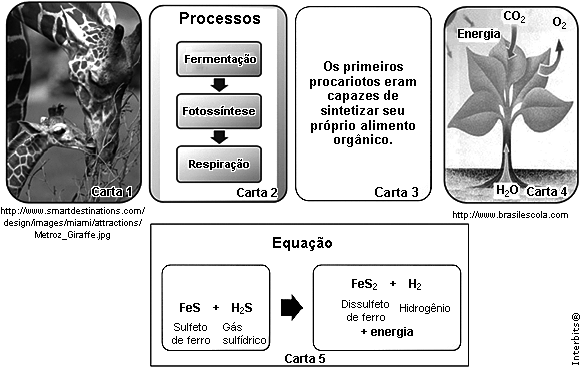 Carta 1
Processos
Fermentação
Fotossíntese
Respiração
Carta 2
Os primeiros
procariotos eram
capazes de
sintetizar seu
próprio alimento
orgânico.
Carta 3
CO2
O2
Energia
H2O
Carta 4
http://www.smartdestinations.com/
design/images/miami/attractions/
Metroz_Giraffe.jpg
http://www.brasilescola.com
Equação
FeS + H2S
Sulfeto
de ferro
Gás
sulfídrico
FeS2 + H2
Dissulfeto
de ferro
Hidrogênio
+ energia
Carta 5
Interbits®